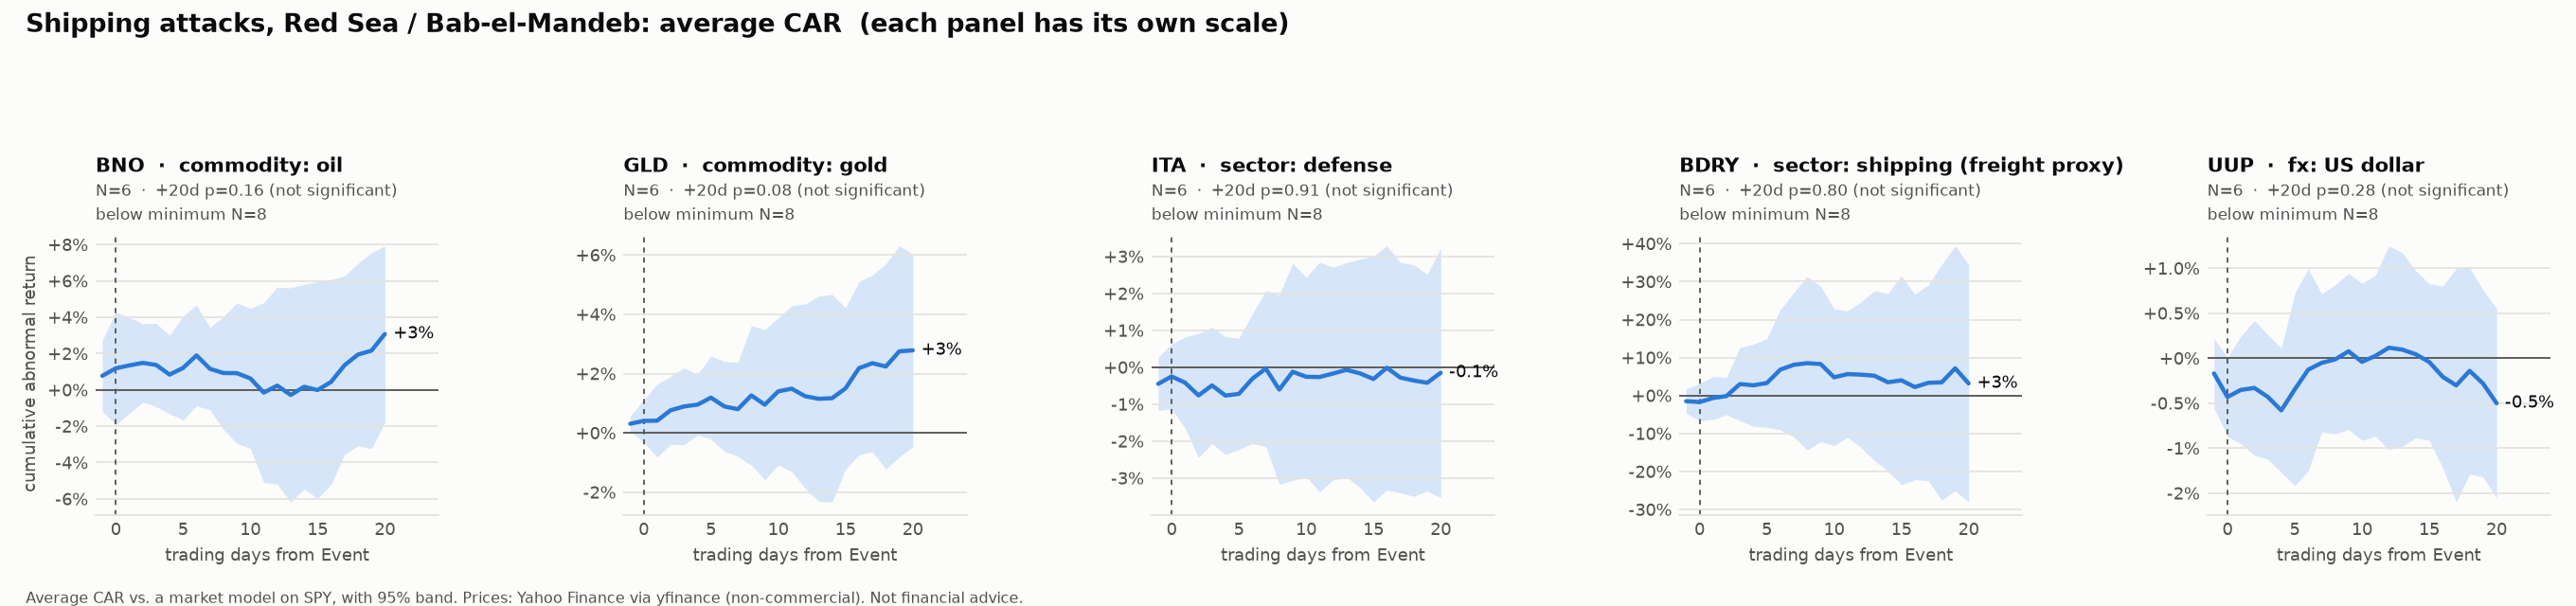 Shipping attacks, Red Sea / Bab-el-Mandeb: average CAR (each panel has its own scale)
BNO · commodity: oil
N=6 · +20d p=0.16 (not significant)
below minimum N=8
cumulative abnormal return
+8%
+6%
+4%
+2%
+0%
-2%
-4%
-6%
+3%
0 5 10 15 20
trading days from Event
GLD · commodity: gold
N=6 · +20d p=0.08 (not significant)
below minimum N=8
+6%
+4%
+2%
+0%
-2%
+3%
0 5 10 15 20
trading days from Event
ITA · sector: defense
N=6 · +20d p=0.91 (not significant)
below minimum N=8
+3%
+2%
+1%
+0%
-1%
-2%
-3%
-0.1%
0 5 10 15 20
trading days from Event
BDRY · sector: shipping (freight proxy)
N=6 · +20d p=0.80 (not significant)
below minimum N=8
+40%
+30%
+20%
+10%
+0%
-10%
-20%
-30%
+3%
0 5 10 15 20
trading days from Event
UUP · fx: US dollar
N=6 · +20d p=0.28 (not significant)
below minimum N=8
+1.0%
+0.5%
+0%
-0.5%
-1%
-2%
-0.5%
0 5 10 15 20
trading days from Event
Average CAR vs. a market model on SPY, with 95% band. Prices: Yahoo Finance via yfinance (non-commercial). Not financial advice.